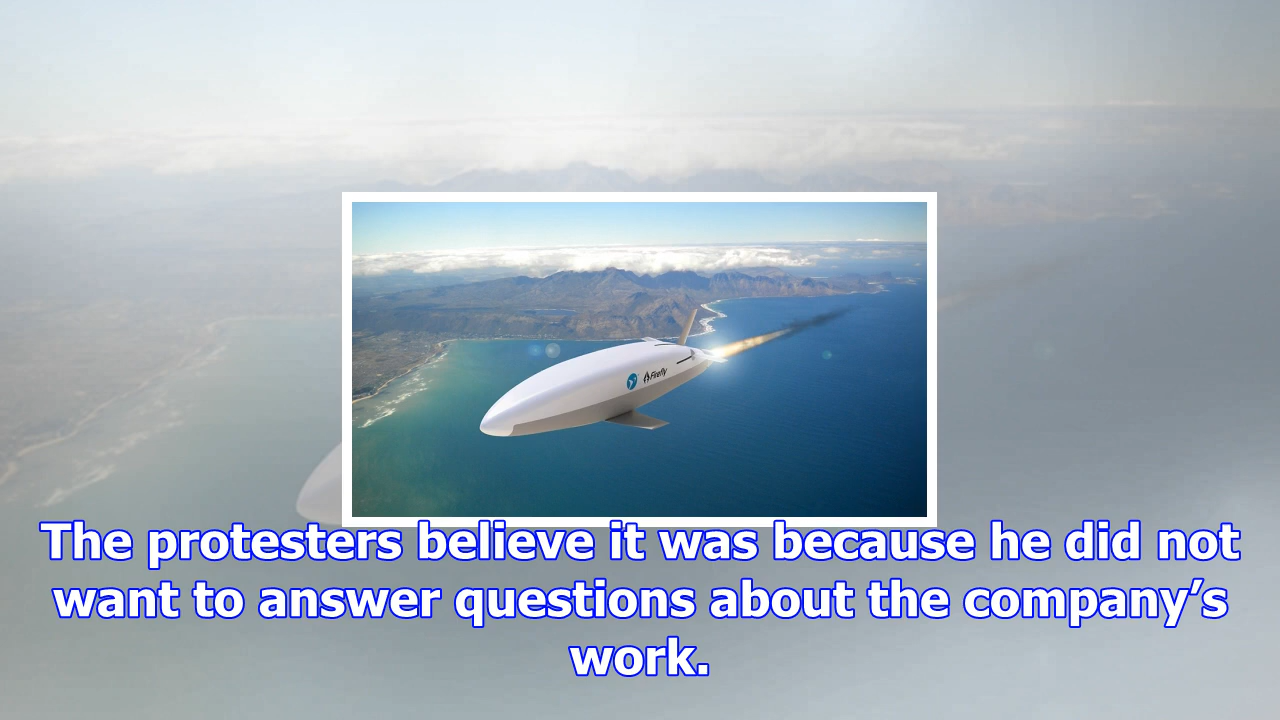 Firefly
The protesters believe it was because he did not
want to answer questions about the company’s
work.